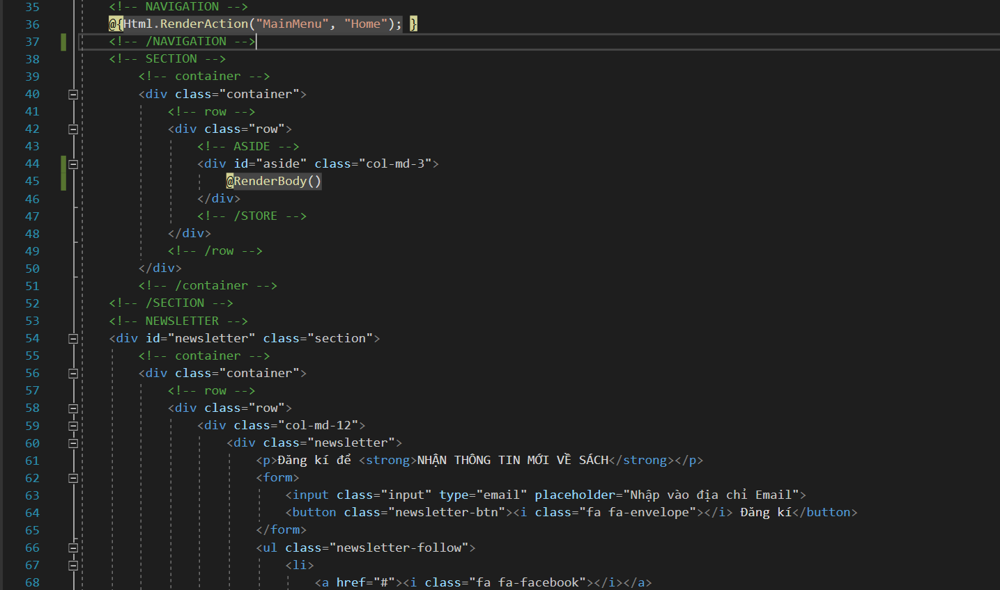 35 <!-- NAVIGATION -->
36 @{Html.RenderAction("MainMenu", "Home"); }
37 <!-- /NAVIGATION -->
38 <!-- SECTION -->
39 <!-- container -->
40 <div class="container">
41 <!-- row -->
42 <div class="row">
43 <!-- ASIDE -->
44 <div id="aside" class="col-md-3">
45 @RenderBody()
46 </div>
47 <!-- /STORE -->
48 </div>
49 <!-- /row -->
50 </div>
51 <!-- /container -->
52 <!-- /SECTION -->
53 <!-- NEWSLETTER -->
54 <div id="newsletter" class="section">
55 <!-- container -->
56 <div class="container">
57 <!-- row -->
58 <div class="row">
59 <div class="col-md-12">
60 <div class="newsletter">
61 <p>Đăng kí để <strong>NHẬN THÔNG TIN MỚI VỀ SÁCH</strong></p>
62 <form>
63 <input class="input" type="email" placeholder="Nhập vào địa chỉ Email">
64 <button class="newsletter-btn"><i class="fa fa-envelope"></i> Đăng kí</button>
65 </form>
66 <ul class="newsletter-follow">
67 <li>
68 <a href="#"><i class="fa fa-facebook"></i></a>